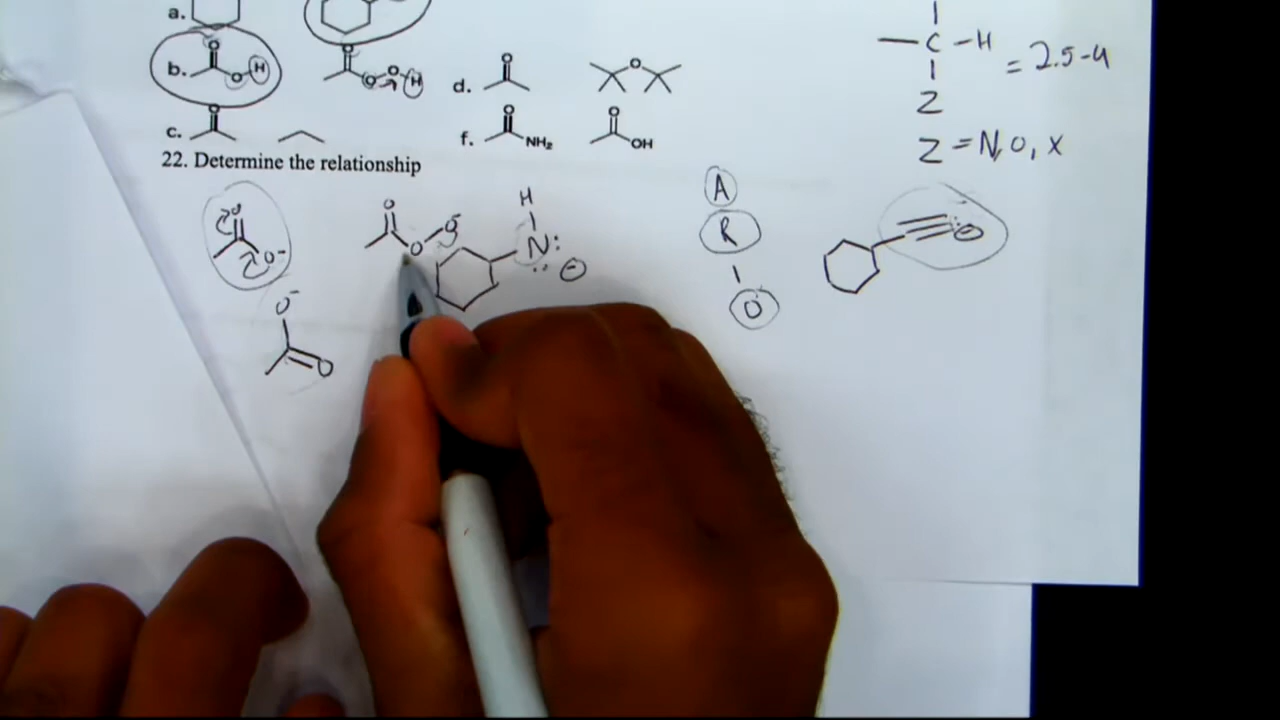 a.
b. O O H O O O H d. O O
c. O f. O NH₂ O OH
22. Determine the relationship
O O⁻ O O O⁻ H N: ⊖
O⁻ O
A
R
O
⊖
C -H = 2.5-4
Z
Z = N, O, X